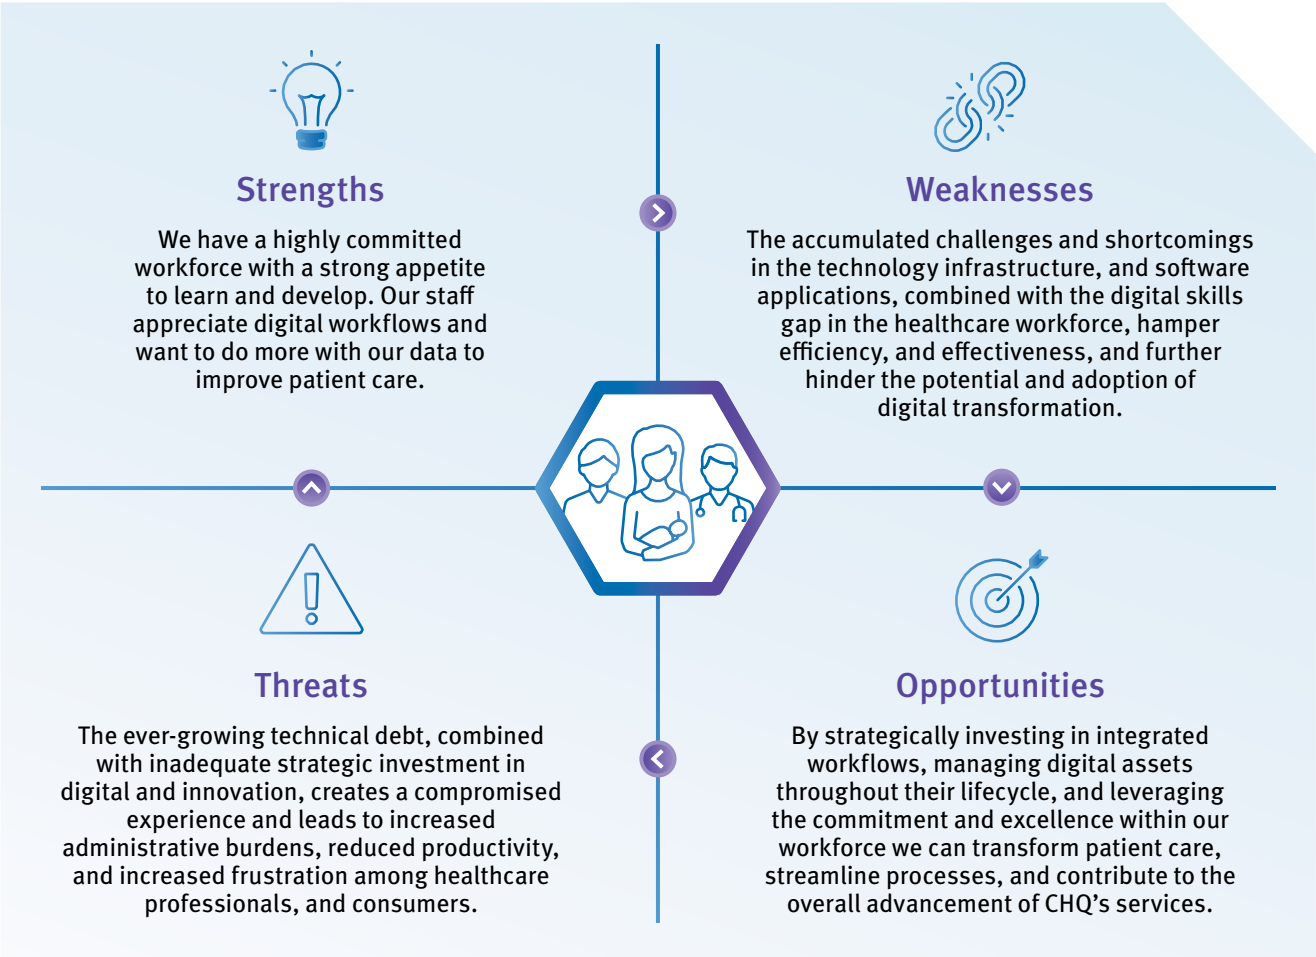 Strengths
We have a highly committed
workforce with a strong appetite
to learn and develop. Our staff
appreciate digital workflows and
want to do more with our data to
improve patient care.
Weaknesses
The accumulated challenges and shortcomings
in the technology infrastructure, and software
applications, combined with the digital skills
gap in the healthcare workforce, hamper
efficiency, and effectiveness, and further
hinder the potential and adoption of
digital transformation.
Threats
The ever-growing technical debt, combined
with inadequate strategic investment in
digital and innovation, creates a compromised
experience and leads to increased
administrative burdens, reduced productivity,
and increased frustration among healthcare
professionals, and consumers.
Opportunities
By strategically investing in integrated
workflows, managing digital assets
throughout their lifecycle, and leveraging
the commitment and excellence within our
workforce we can transform patient care,
streamline processes, and contribute to the
overall advancement of CHQ’s services.